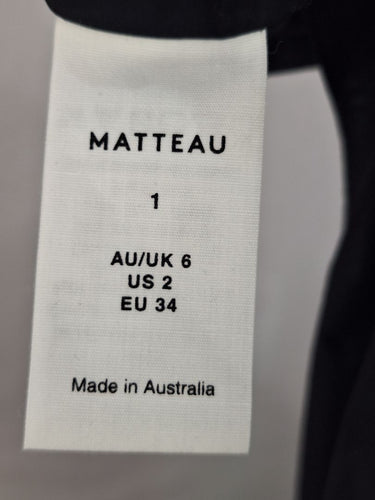 MATTEAU
1
AU/UK 6
US 2
EU 34
Made in Australia